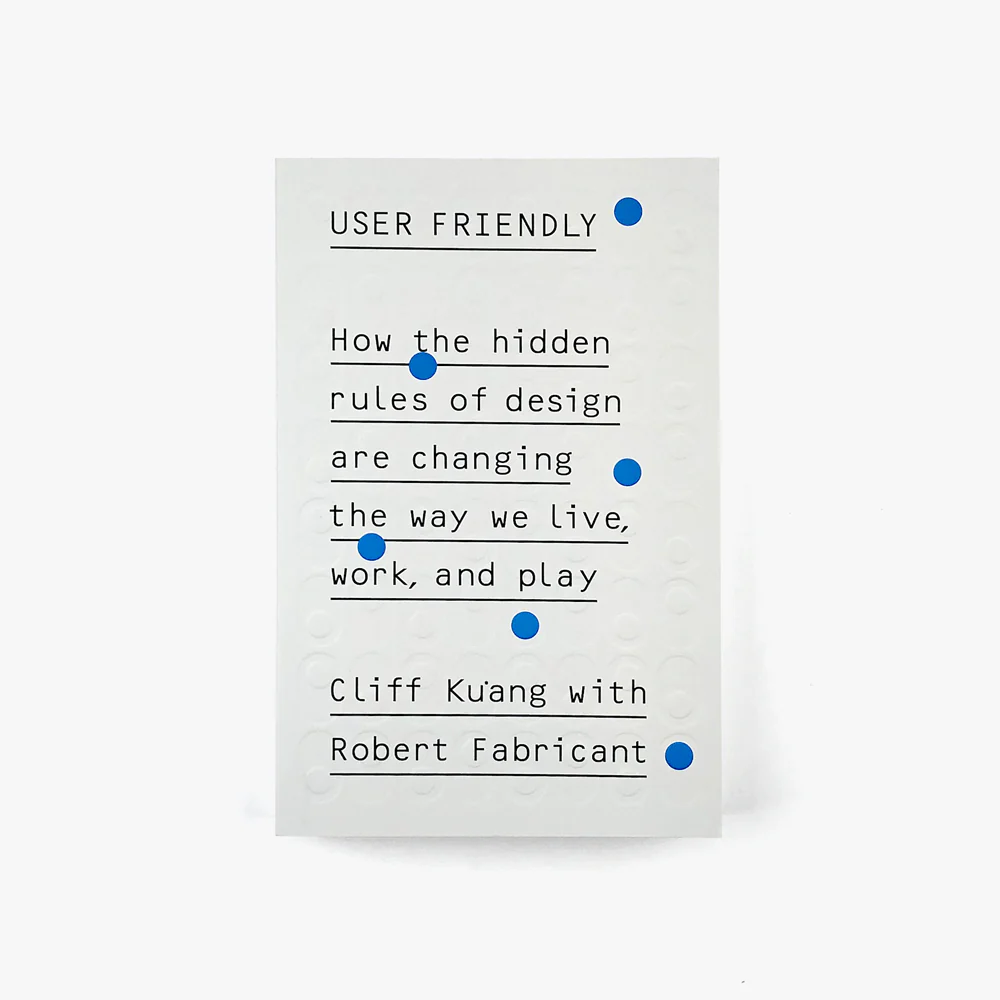 USER FRIENDLY
How the hidden
rules of design
are changing
the way we live,
work, and play
Cliff Kuang with
Robert Fabricant